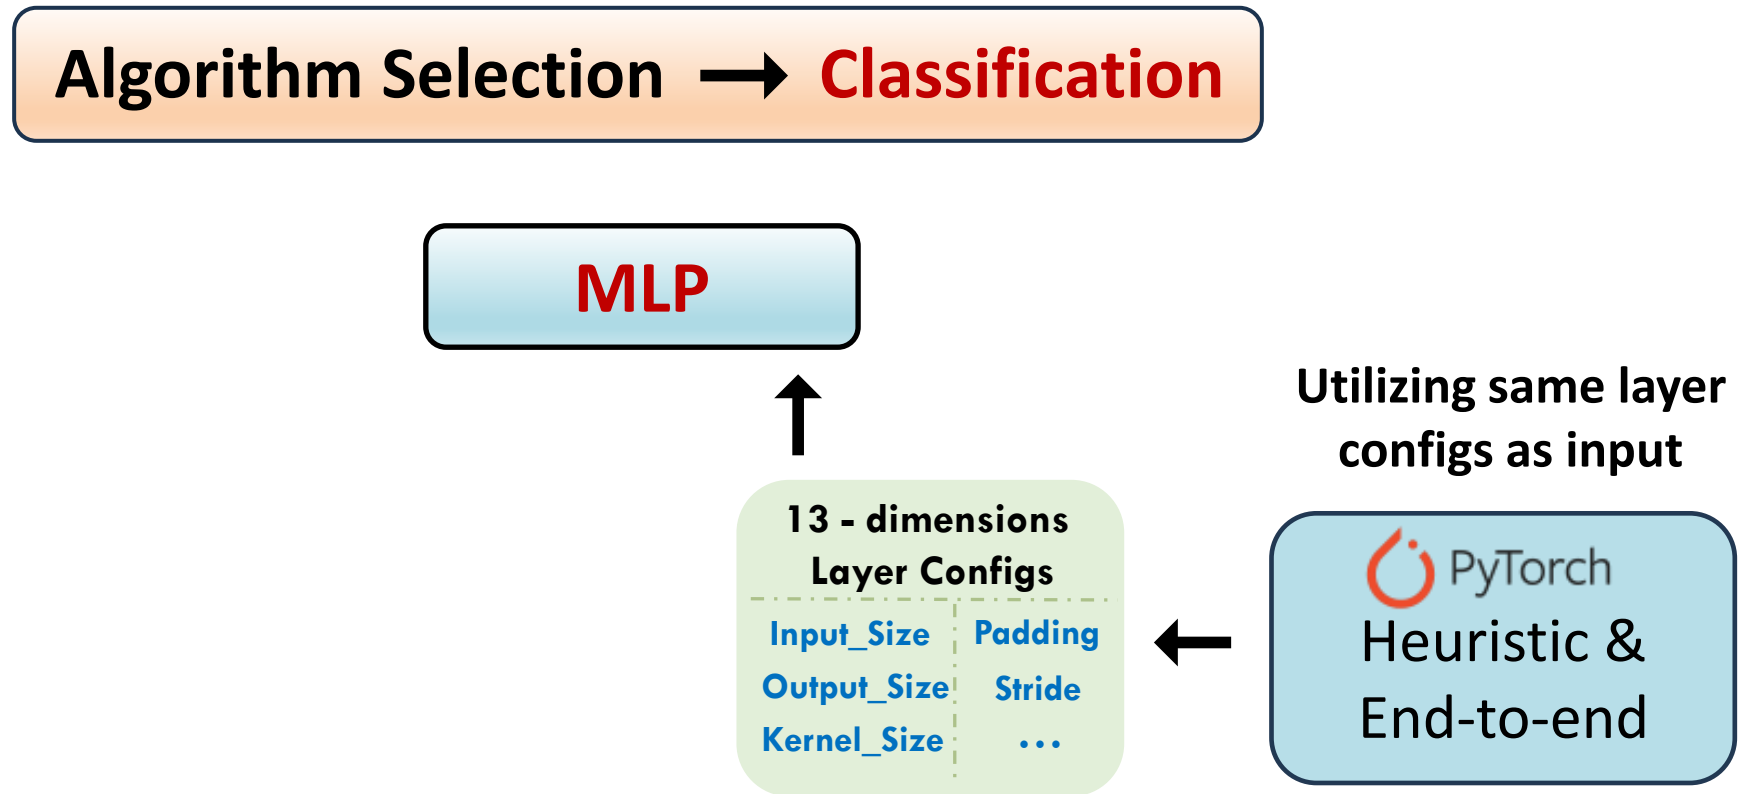 Algorithm Selection → Classification
MLP
Utilizing same layer
configs as input
13 - dimensions
Layer Configs
Input_Size
Output_Size
Kernel_Size
Padding
Stride
...
PyTorch
Heuristic &
End-to-end